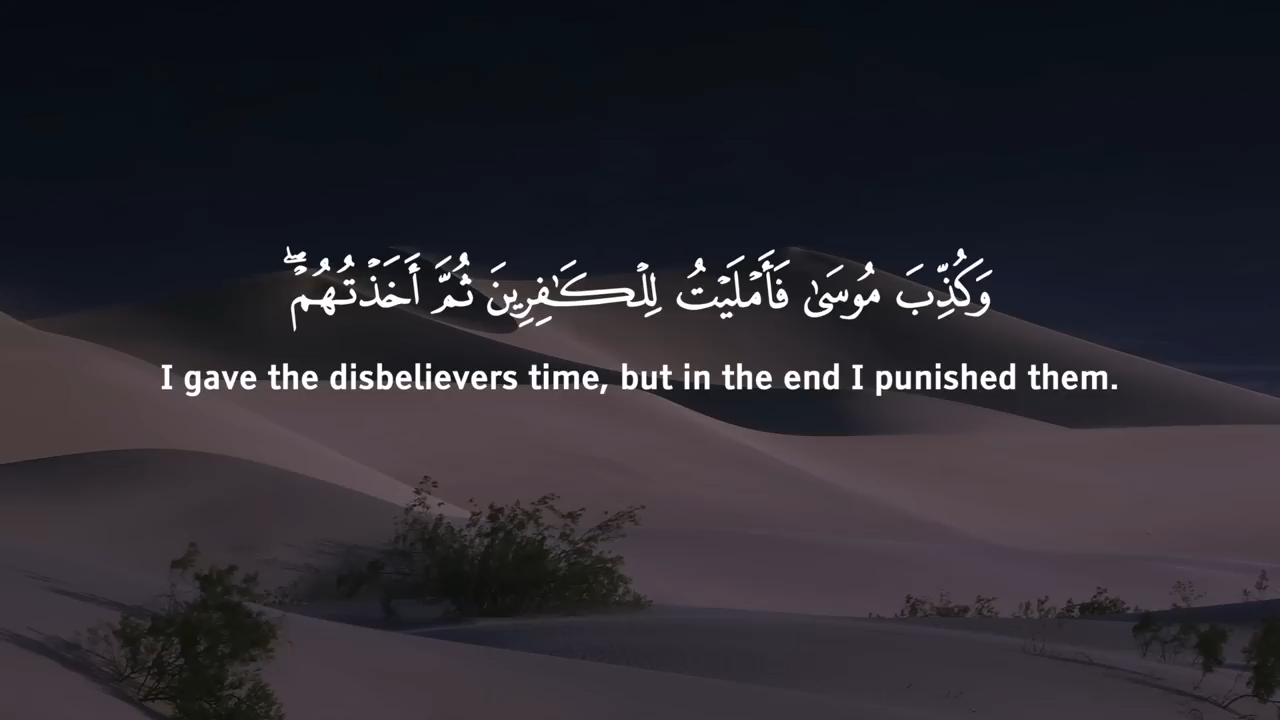 وَكُذِّبَ مُوسَىٰ فَأَمْلَيْتُ لِلْكَـٰفِرِينَ ثُمَّ أَخَذْتُهُمْ ۖ
I gave the disbelievers time, but in the end I punished them.